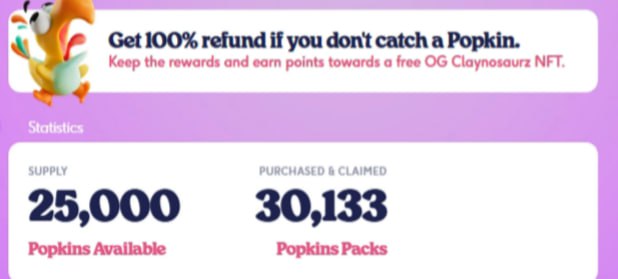 Get 100% refund if you don't catch a Popkin.
Keep the rewards and earn points towards a free OG Claynosaurz NFT.
Statistics
SUPPLY
25,000
Popkins Available
PURCHASED & CLAIMED
30,133
Popkins Packs